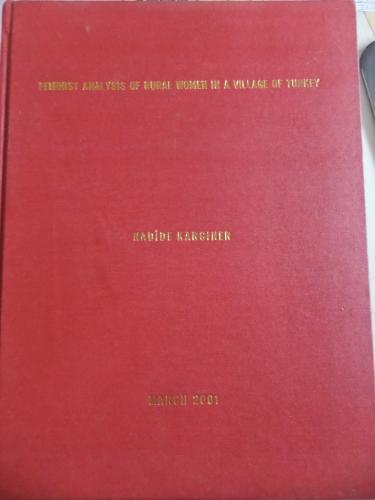 FEMINIST ANALYSIS OF RURAL WOMEN IN A VILLAGE OF TURKEY
NADİDE KARGINER
MARCH 2001